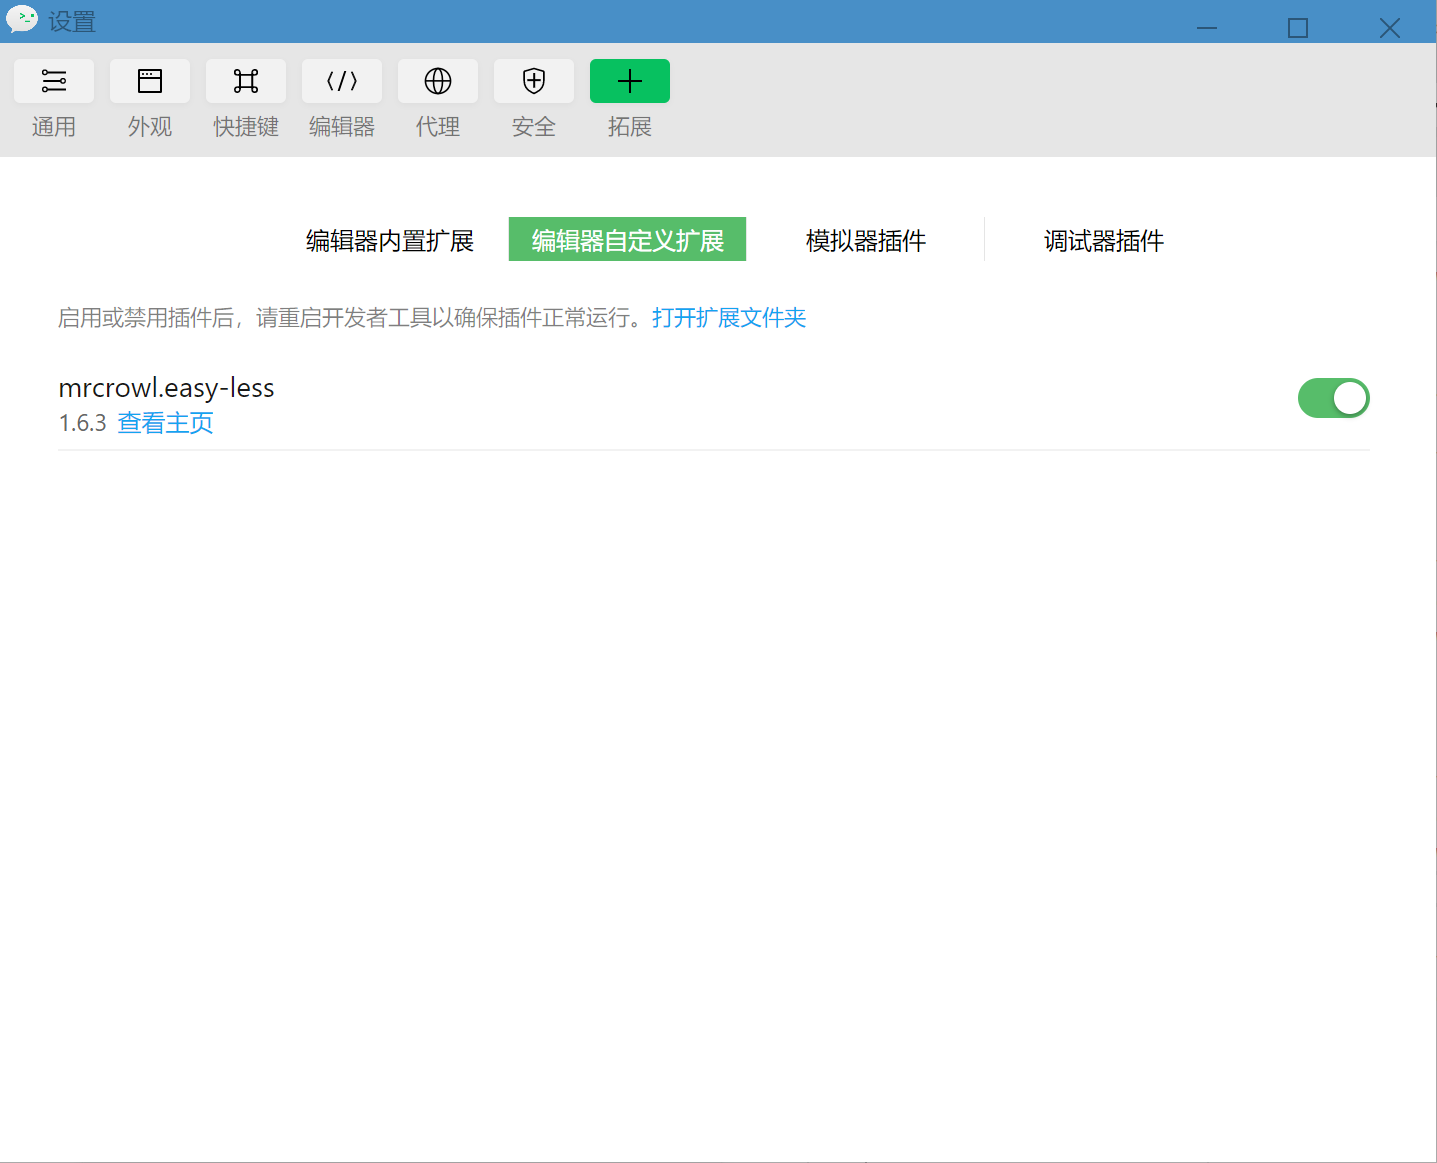 设置
通用 外观 快捷键 编辑器 代理 安全 拓展
编辑器内置扩展 编辑器自定义扩展 模拟器插件 调试器插件
启用或禁用插件后，请重启开发者工具以确保插件正常运行。打开扩展文件夹
mrcrowl.easy-less
1.6.3 查看主页